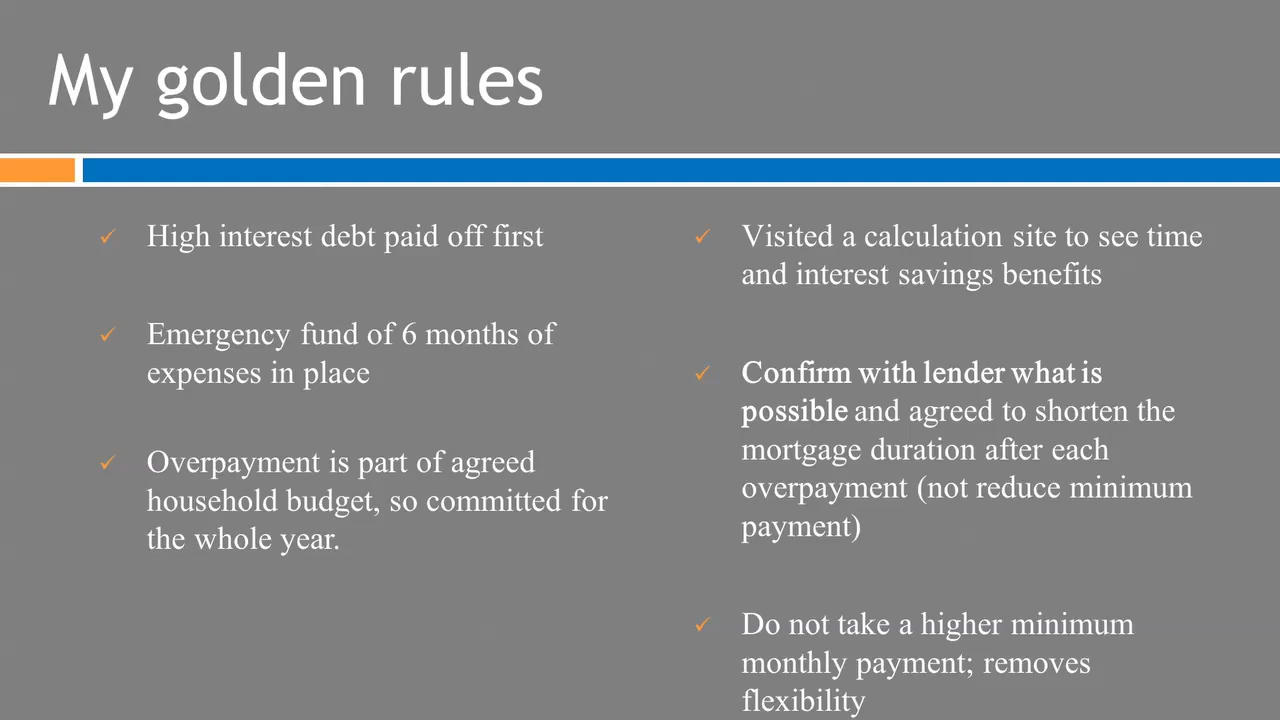 My golden rules
High interest debt paid off first
Emergency fund of 6 months of
expenses in place
Overpayment is part of agreed
household budget, so committed for
the whole year.
Visited a calculation site to see time
and interest savings benefits
Confirm with lender what is
possible and agreed to shorten the
mortgage duration after each
overpayment (not reduce minimum
payment)
Do not take a higher minimum
monthly payment; removes
flexibility